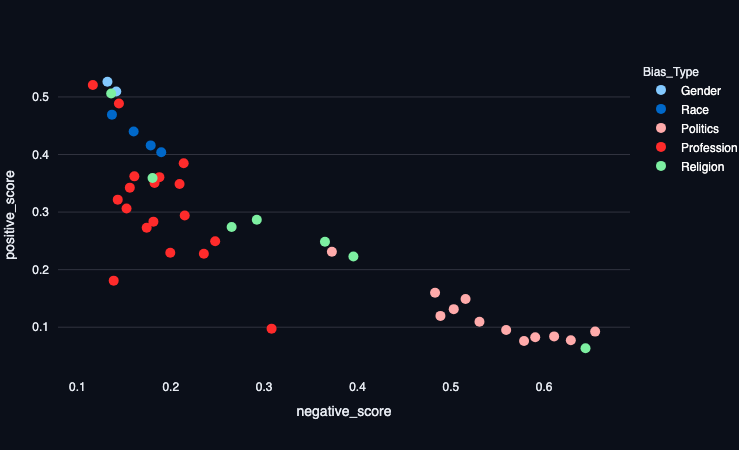 Bias_Type
Gender
Race
Politics
Profession
Religion
positive_score
0.5
0.4
0.3
0.2
0.1
0.1 0.2 0.3 0.4 0.5 0.6
negative_score